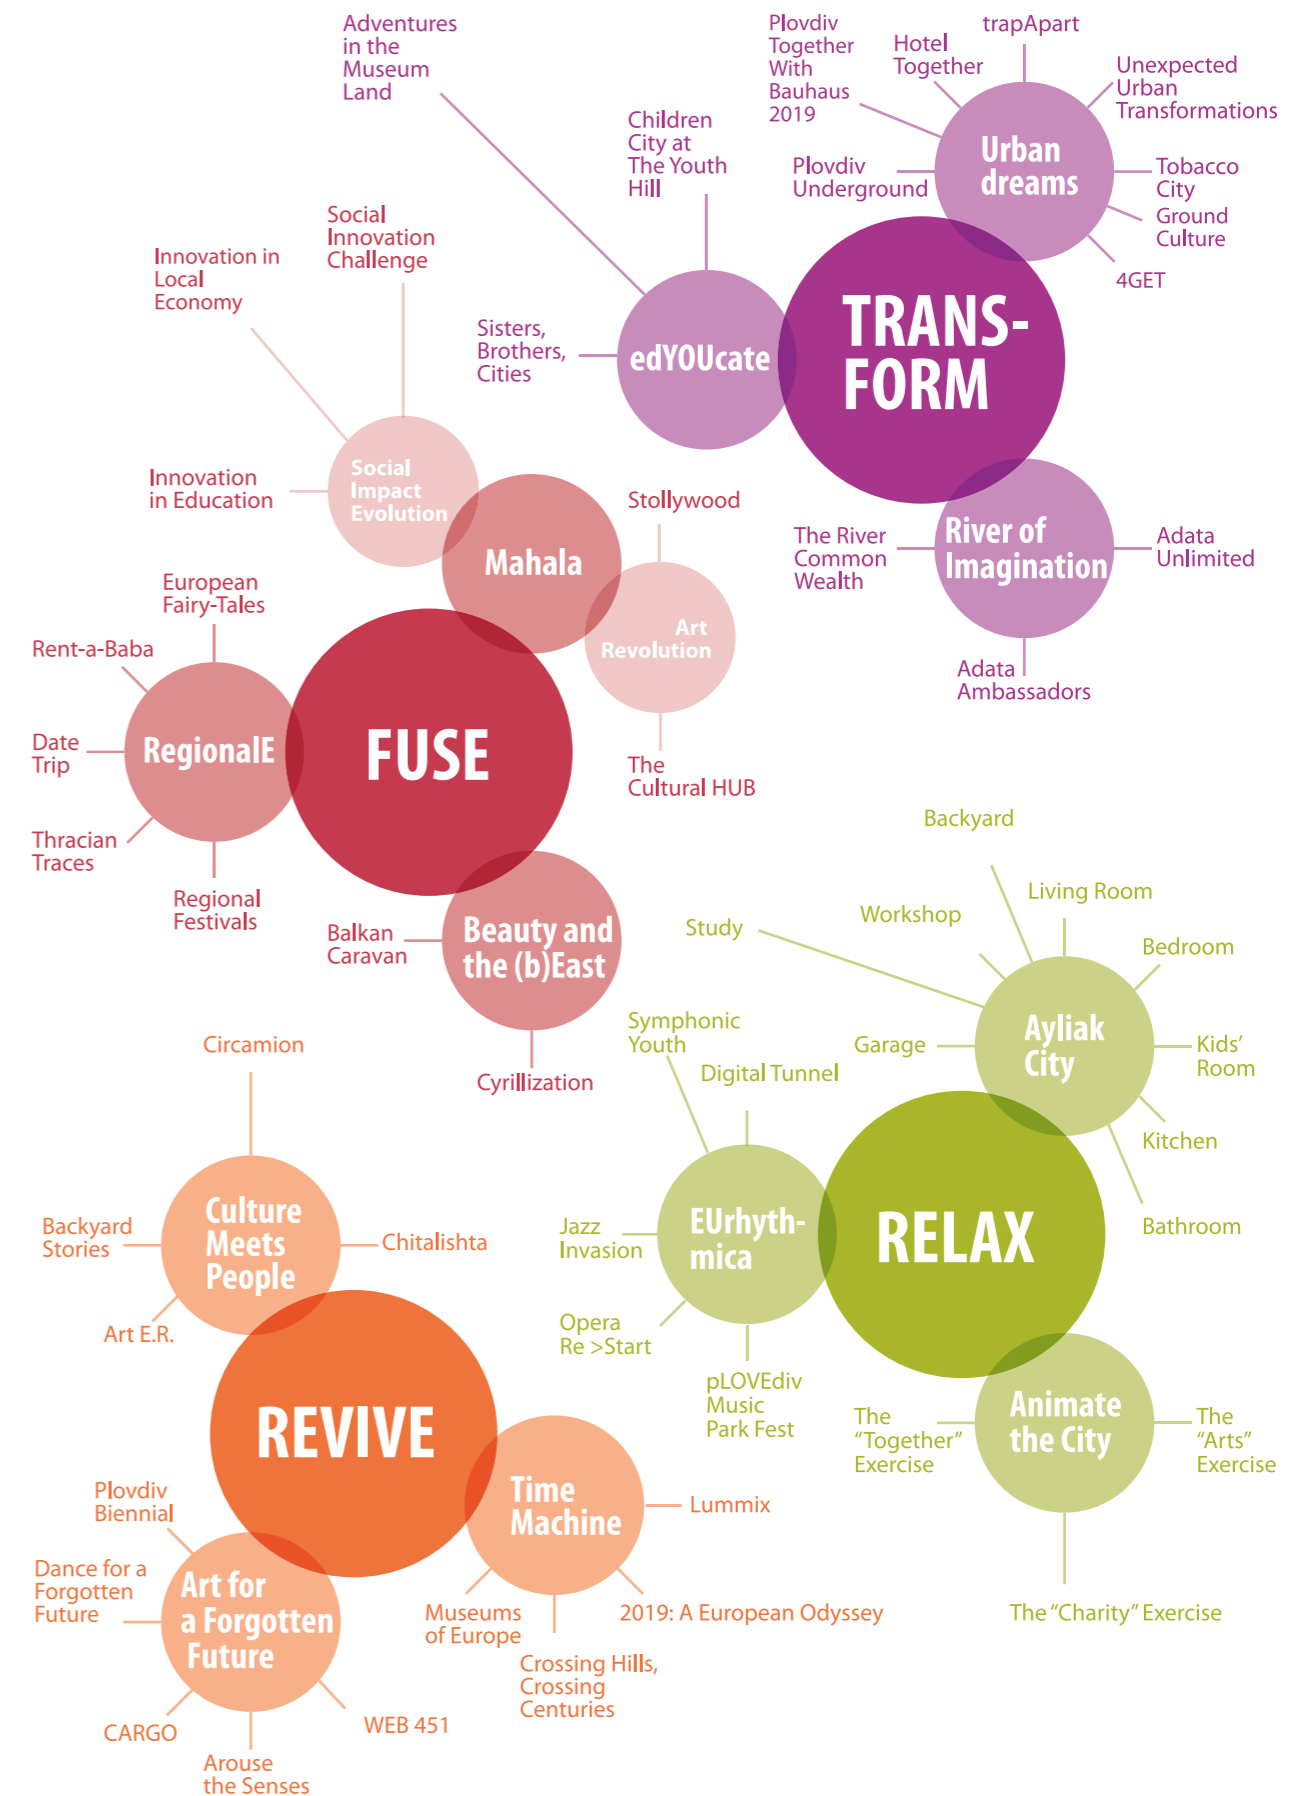 Adventures
in the
Museum
Land
Children
City at
The Youth
Hill
Sisters,
Brothers,
Cities
edYOUcate
Plovdiv
Together
With
Bauhaus
2019
Hotel
Together
trapApart
Unexpected
Urban
Transformations
Plovdiv
Underground
Urban
dreams
Tobacco
City
Ground
Culture
4GET
TRANS-
FORM
The River
Common
Wealth
River of
Imagination
Adata
Unlimited
Adata
Ambassadors
Social
Innovation
Challenge
Innovation in
Local
Economy
Innovation
in Education
Social
Impact
Evolution
Mahala
Stollywood
Art
Revolution
The
Cultural HUB
European
Fairy-Tales
Rent-a-Baba
Date
Trip
RegionalE
Thracian
Traces
Regional
Festivals
FUSE
Balkan
Caravan
Beauty and
the (b)East
Cyrillization
Backyard
Living Room
Workshop
Study
Bedroom
Garage
Ayliak
City
Kids’
Room
Kitchen
Bathroom
Symphonic
Youth
Digital Tunnel
Jazz
Invasion
EUrhyth-
mica
Opera
Re >Start
pLOVEdiv
Music
Park Fest
RELAX
The
“Together”
Exercise
Animate
the City
The
“Arts”
Exercise
The “Charity” Exercise
Circamion
Backyard
Stories
Culture
Meets
People
Chitalishta
Art E.R.
REVIVE
Time
Machine
Lummix
Museums
of Europe
2019: A European Odyssey
Crossing Hills,
Crossing
Centuries
Plovdiv
Biennial
Dance for a
Forgotten
Future
Art for
a Forgotten
Future
CARGO
WEB 451
Arouse
the Senses